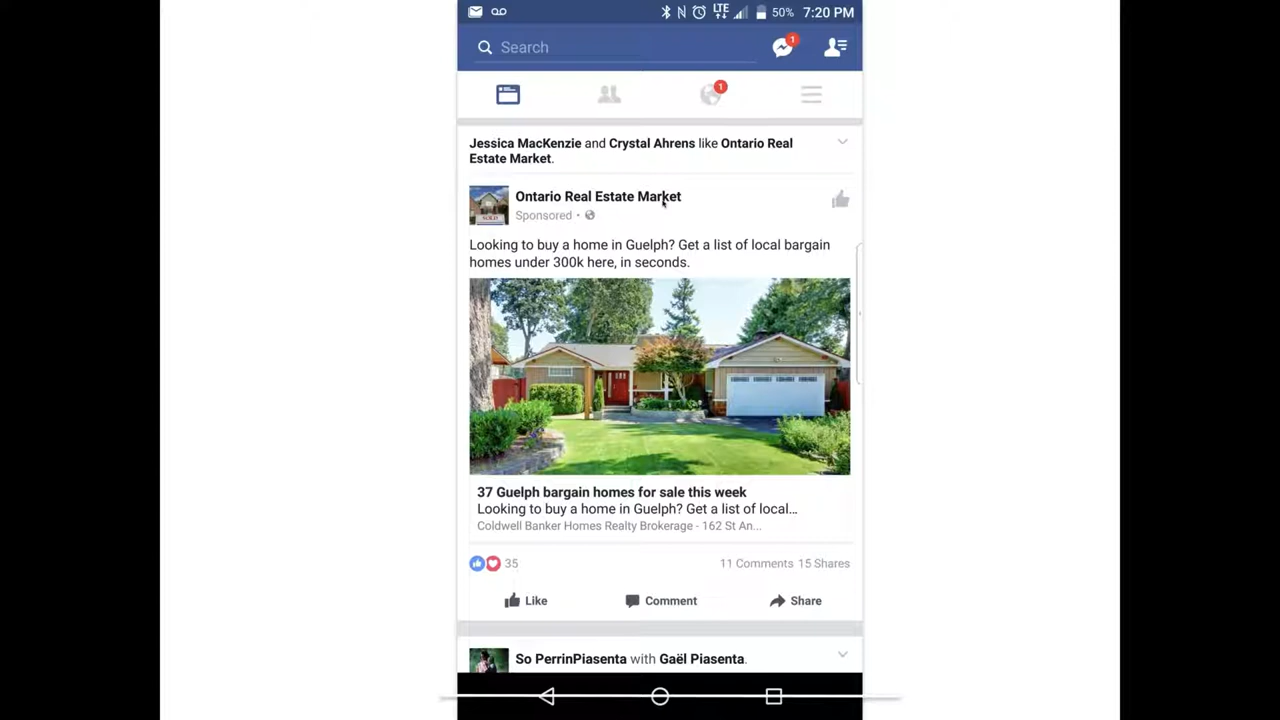 LTE 50% 7:20 PM
Search
1
1
Jessica MacKenzie and Crystal Ahrens like Ontario Real
Estate Market.
Ontario Real Estate Market
Sponsored •
Looking to buy a home in Guelph? Get a list of local bargain
homes under 300k here, in seconds.
37 Guelph bargain homes for sale this week
Looking to buy a home in Guelph? Get a list of local...
Coldwell Banker Homes Realty Brokerage - 162 St An...
35 11 Comments 15 Shares
Like Comment Share
So PerrinPiasenta with Gaël Piasenta.